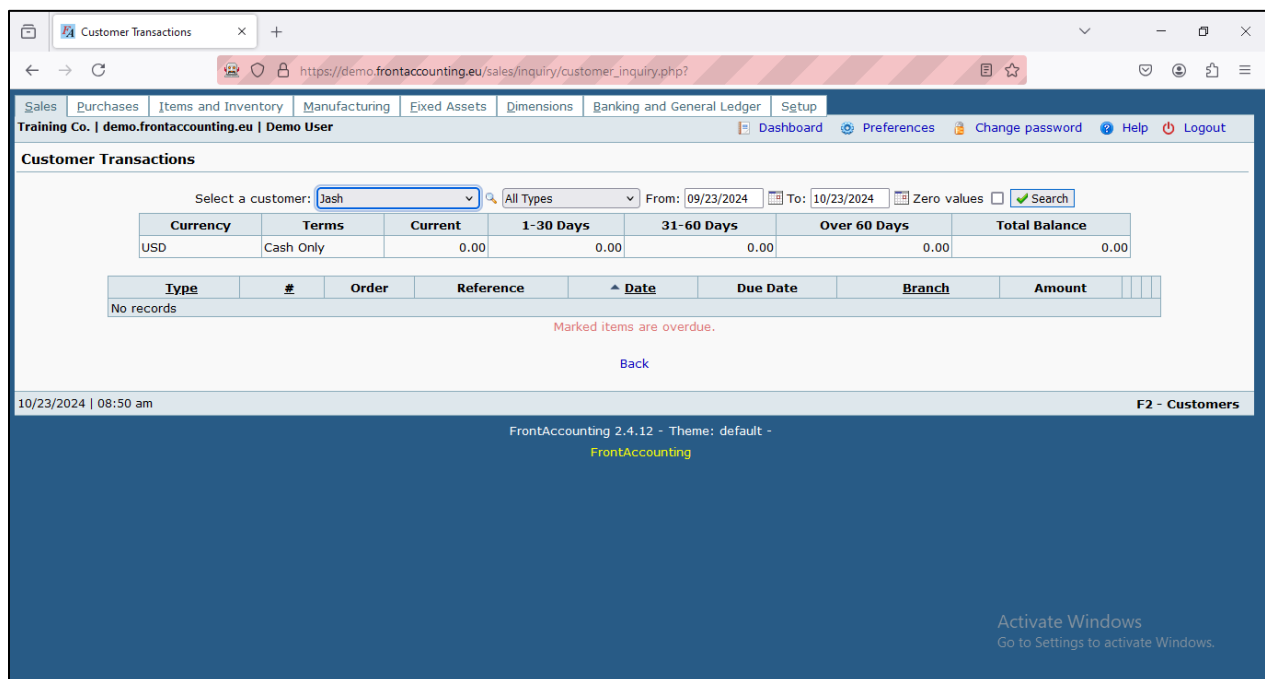 Customer Transactions
https://demo.frontaccounting.eu/sales/inquiry/customer_inquiry.php?
Sales Purchases Items and Inventory Manufacturing Fixed Assets Dimensions Banking and General Ledger Setup
Training Co. | demo.frontaccounting.eu | Demo User Dashboard Preferences Change password Help Logout
Customer Transactions
Select a customer: Jash All Types From: 09/23/2024 To: 10/23/2024 Zero values Search
Currency Terms Current 1-30 Days 31-60 Days Over 60 Days Total Balance
USD Cash Only 0.00 0.00 0.00 0.00 0.00
Type # Order Reference Date Due Date Branch Amount
No records
Marked items are overdue.
Back
10/23/2024 | 08:50 am F2 - Customers
FrontAccounting 2.4.12 - Theme: default -
FrontAccounting
Activate Windows
Go to Settings to activate Windows.